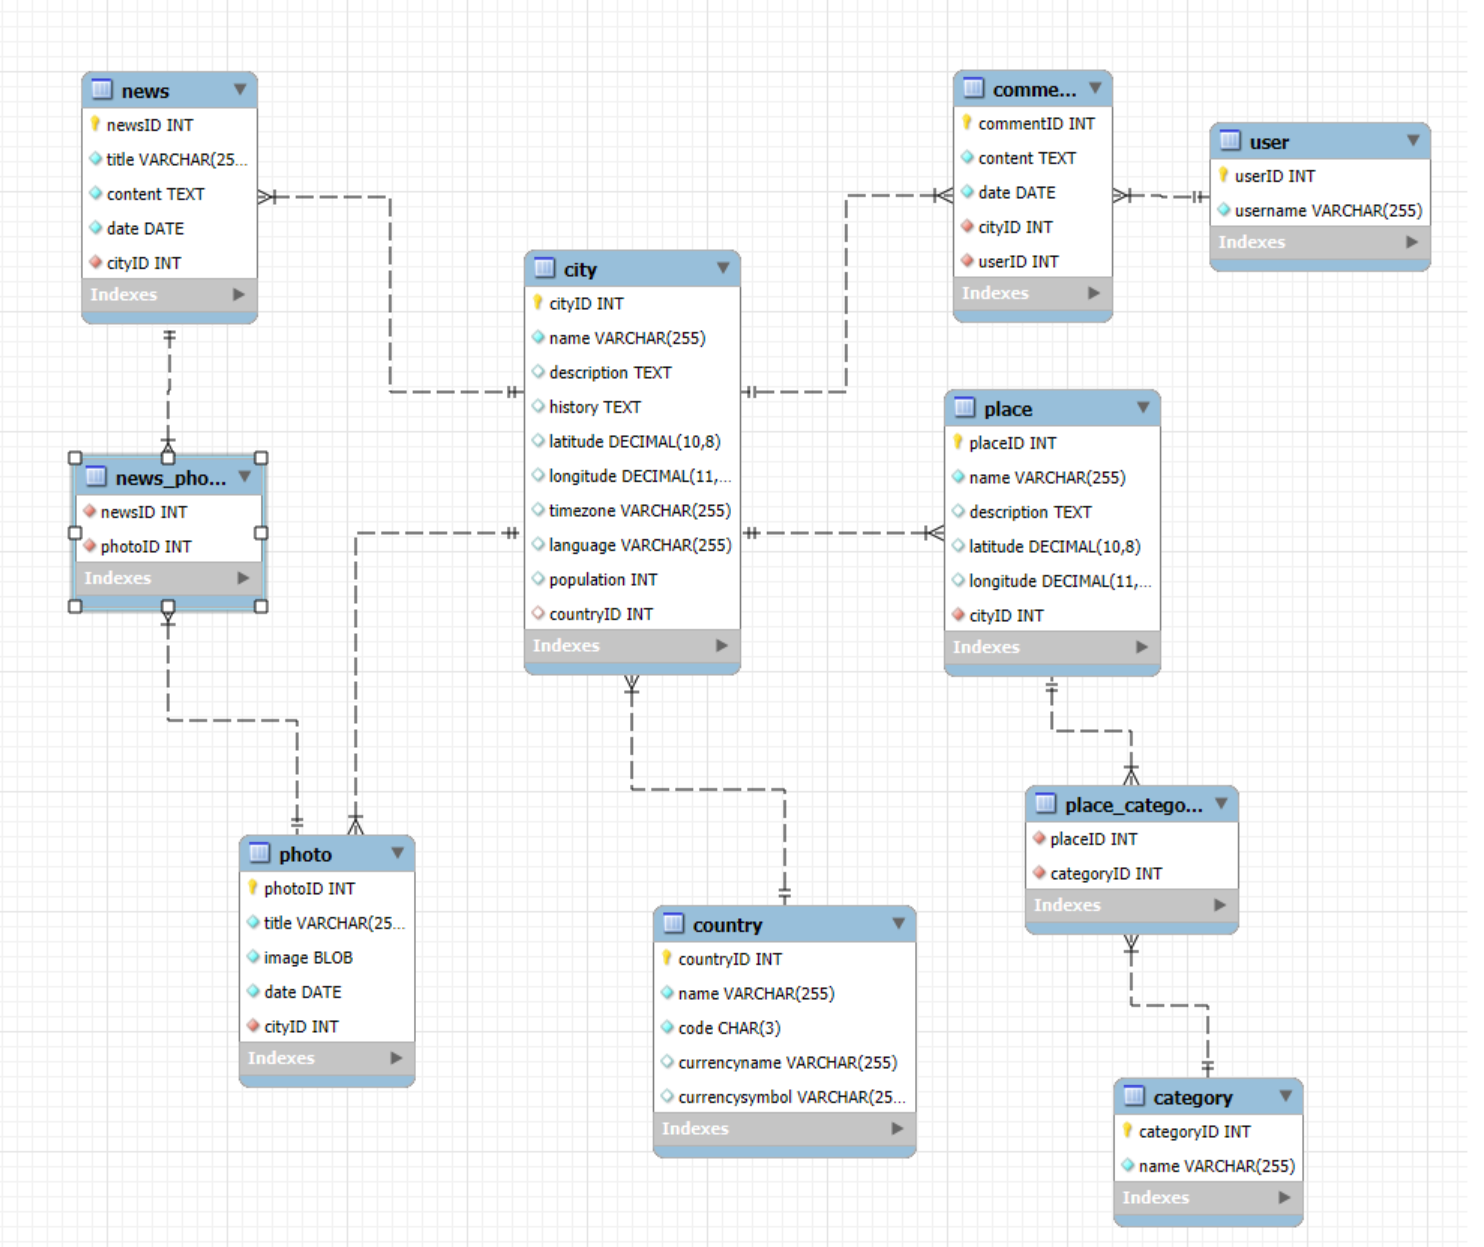 news
newsID INT
title VARCHAR(25...
content TEXT
date DATE
cityID INT
Indexes
comme...
commentID INT
content TEXT
date DATE
cityID INT
userID INT
Indexes
user
userID INT
username VARCHAR(255)
Indexes
city
cityID INT
name VARCHAR(255)
description TEXT
history TEXT
latitude DECIMAL(10,8)
longitude DECIMAL(11,...
timezone VARCHAR(255)
language VARCHAR(255)
population INT
countryID INT
Indexes
place
placeID INT
name VARCHAR(255)
description TEXT
latitude DECIMAL(10,8)
longitude DECIMAL(11,...
cityID INT
Indexes
news_pho...
newsID INT
photoID INT
Indexes
photo
photoID INT
title VARCHAR(25...
image BLOB
date DATE
cityID INT
Indexes
country
countryID INT
name VARCHAR(255)
code CHAR(3)
currencyname VARCHAR(255)
currencysymbol VARCHAR(25...
Indexes
place_catego...
placeID INT
categoryID INT
Indexes
category
categoryID INT
name VARCHAR(255)
Indexes